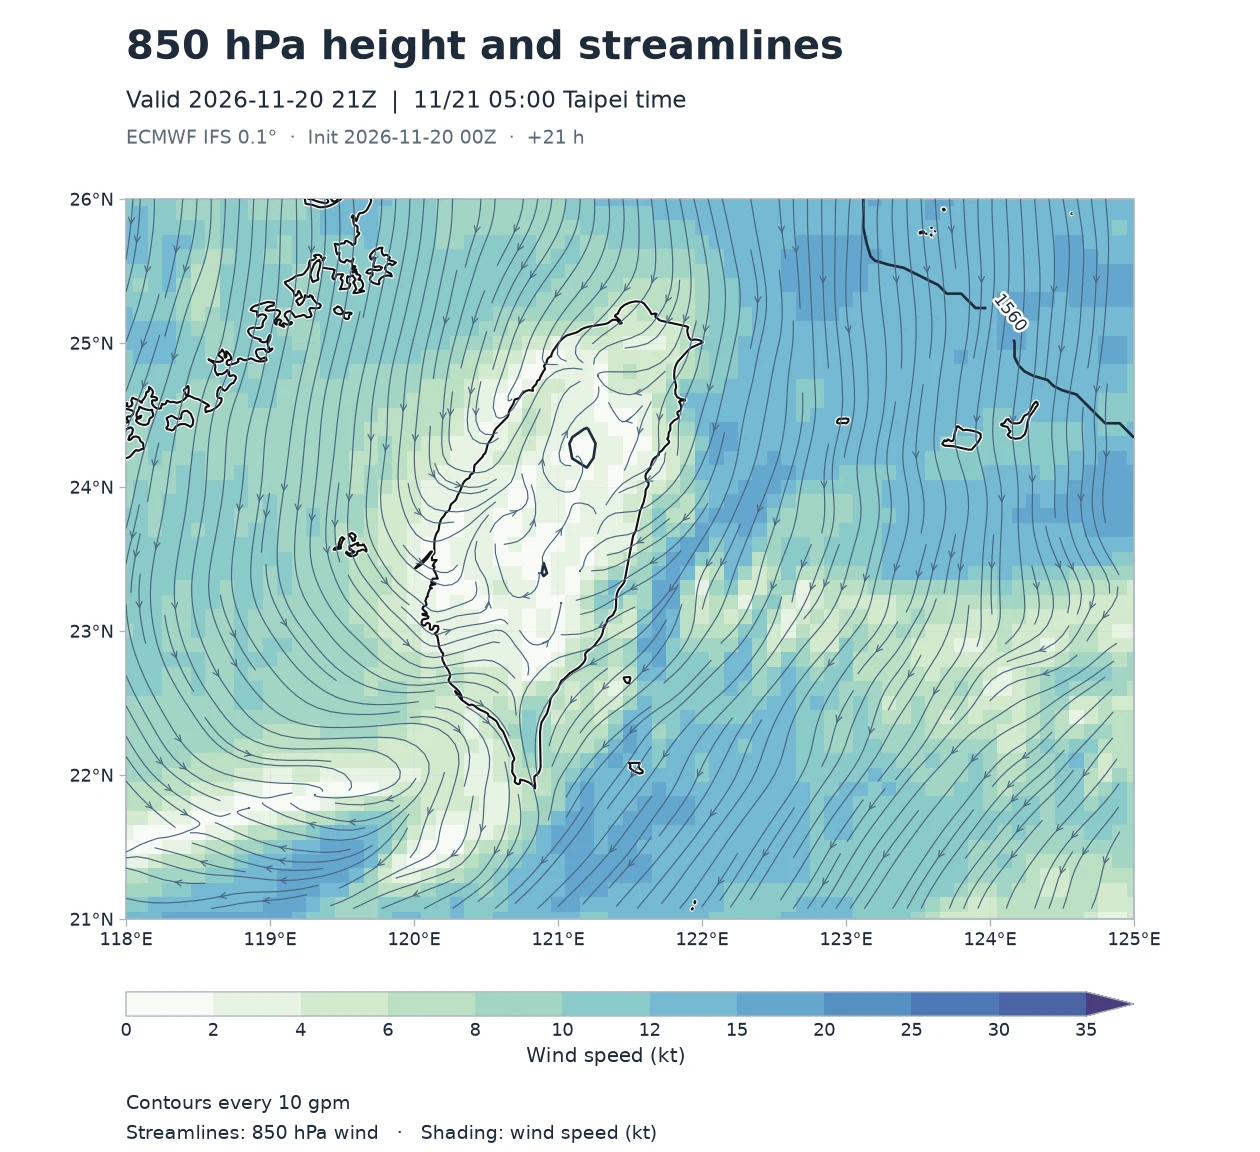 850 hPa height and streamlines
Valid 2026-11-20 21Z | 11/21 05:00 Taipei time
ECMWF IFS 0.1° · Init 2026-11-20 00Z · +21 h
26°N
1560
25°N
24°N
23°N
22°N
21°N
118°E 119°E 120°E 121°E 122°E 123°E 124°E 125°E
0 2 4 6 8 10 12 15 20 25 30 35
Wind speed (kt)
Contours every 10 gpm
Streamlines: 850 hPa wind · Shading: wind speed (kt)